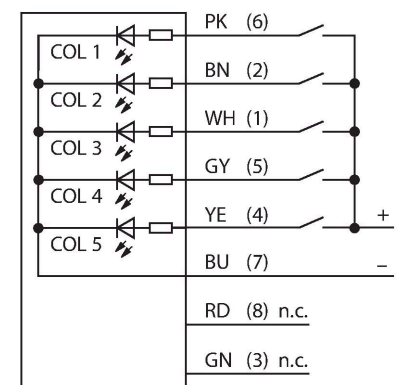 PK (6)
COL 1
BN (2)
COL 2
WH (1)
COL 3
GY (5)
COL 4
YE (4)
+
COL 5
BU (7)
–
RD (8) n.c.
GN (3) n.c.